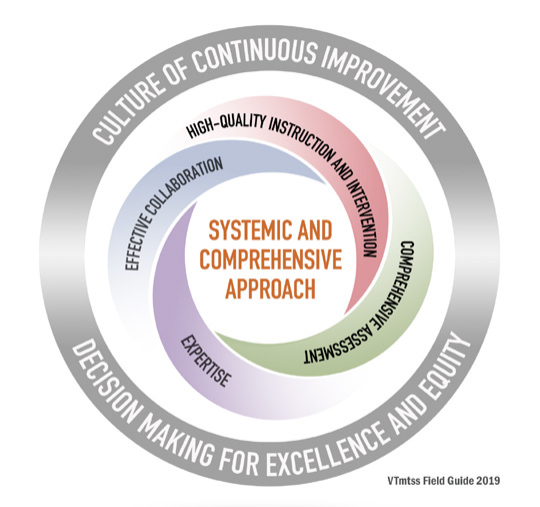 CULTURE OF CONTINUOUS IMPROVEMENT
HIGH-QUALITY INSTRUCTION AND INTERVENTION
EFFECTIVE COLLABORATION
SYSTEMIC AND
COMPREHENSIVE
APPROACH
COMPREHENSIVE ASSESSMENT
EXPERTISE
DECISION MAKING FOR EXCELLENCE AND EQUITY
VTmtss Field Guide 2019